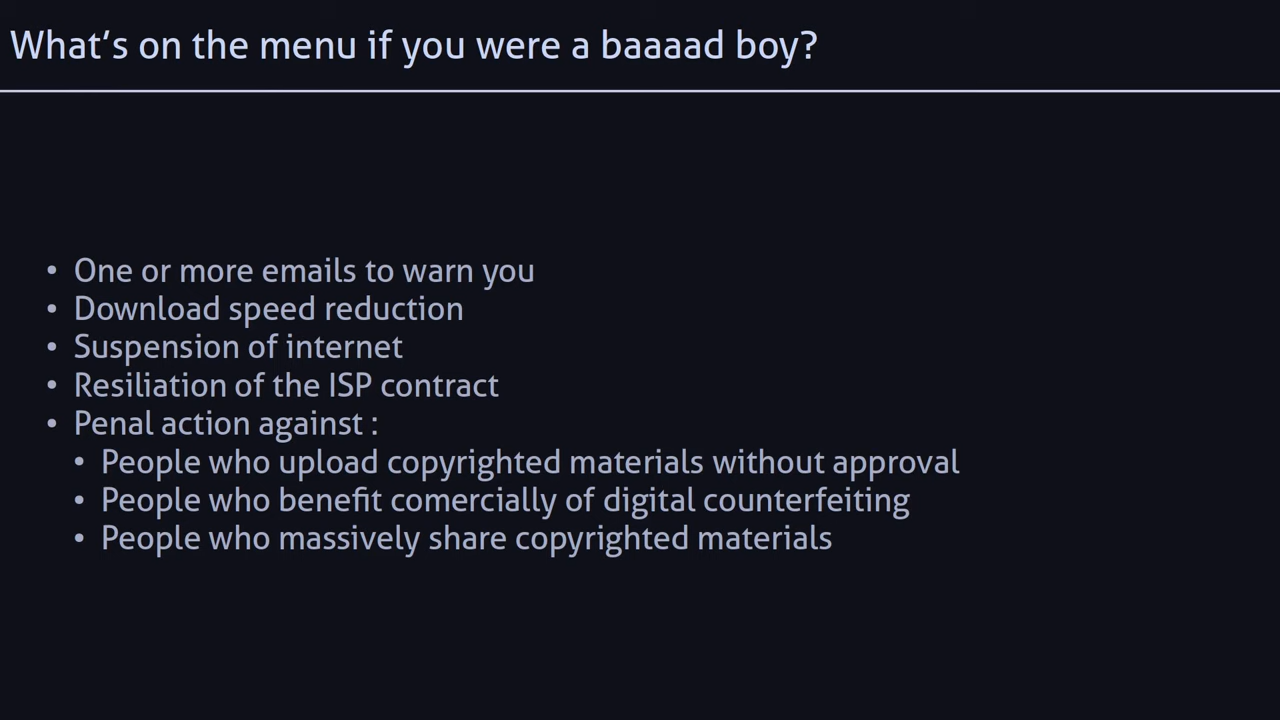 What's on the menu if you were a baaaad boy?
• One or more emails to warn you
• Download speed reduction
• Suspension of internet
• Resiliation of the ISP contract
• Penal action against :
• People who upload copyrighted materials without approval
• People who benefit comercially of digital counterfeiting
• People who massively share copyrighted materials